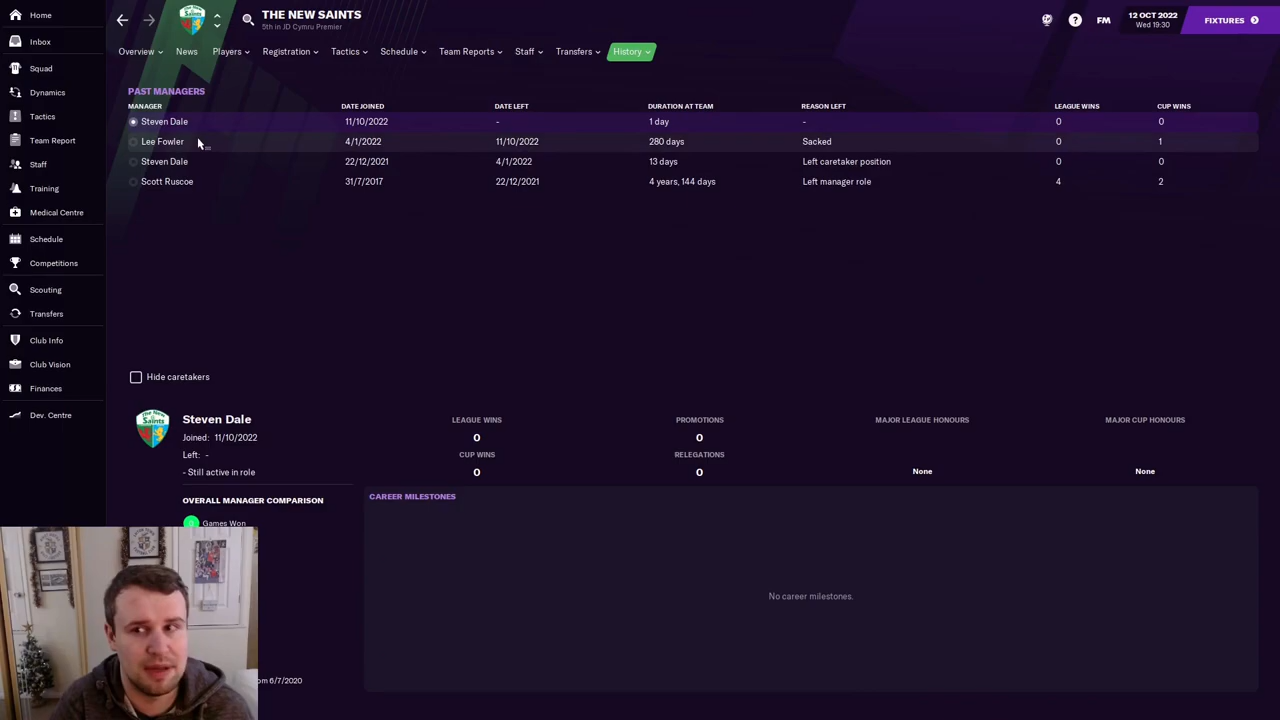 Home
Inbox
Squad
Dynamics
Tactics
Team Report
Staff
Training
Medical Centre
Schedule
Competitions
Scouting
Transfers
Club Info
Club Vision
Finances
Dev. Centre
THE NEW SAINTS
5th in JD Cymru Premier
? FM 12 OCT 2022 FIXTURES
Wed 19:30
Overview News Players Registration Tactics Schedule Team Reports Staff Transfers History
PAST MANAGERS
MANAGER DATE JOINED DATE LEFT DURATION AT TEAM REASON LEFT LEAGUE WINS CUP WINS
Steven Dale 11/10/2022 - 1 day - 0 0
Lee Fowler 4/1/2022 11/10/2022 280 days Sacked 0 1
Steven Dale 22/12/2021 4/1/2022 13 days Left caretaker position 0 0
Scott Ruscoe 31/7/2017 22/12/2021 4 years, 144 days Left manager role 4 2
Hide caretakers
The New Saints
Steven Dale
Joined: 11/10/2022
Left: -
- Still active in role
LEAGUE WINS PROMOTIONS MAJOR LEAGUE HONOURS MAJOR CUP HONOURS
0 0
CUP WINS RELEGATIONS
0 0 None None
OVERALL MANAGER COMPARISON
0 Games Won
om 6/7/2020
CAREER MILESTONES
No career milestones.